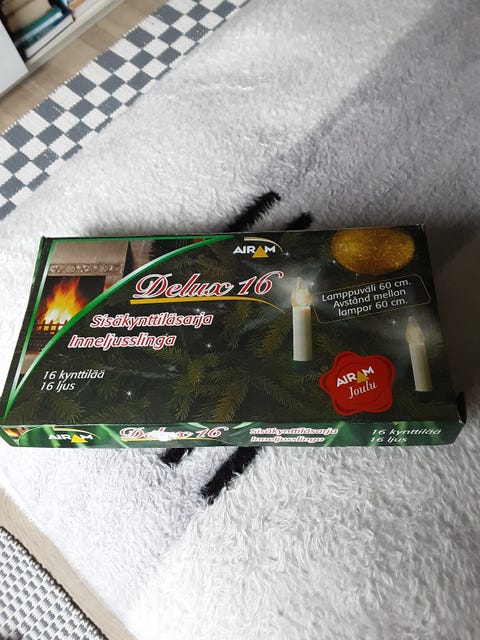 AIRAM
Delux 16
Sisäkynttiläsarja
Inneljusslinga
16 kynttilää
16 ljus
Lamppuväli 60 cm.
Avstånd mellan
lampor 60 cm.
AIRAM
Joulu
AIRAM
Delux 16
Sisäkynttiläsarja
Inneljusslinga
16 kynttilää
16 ljus